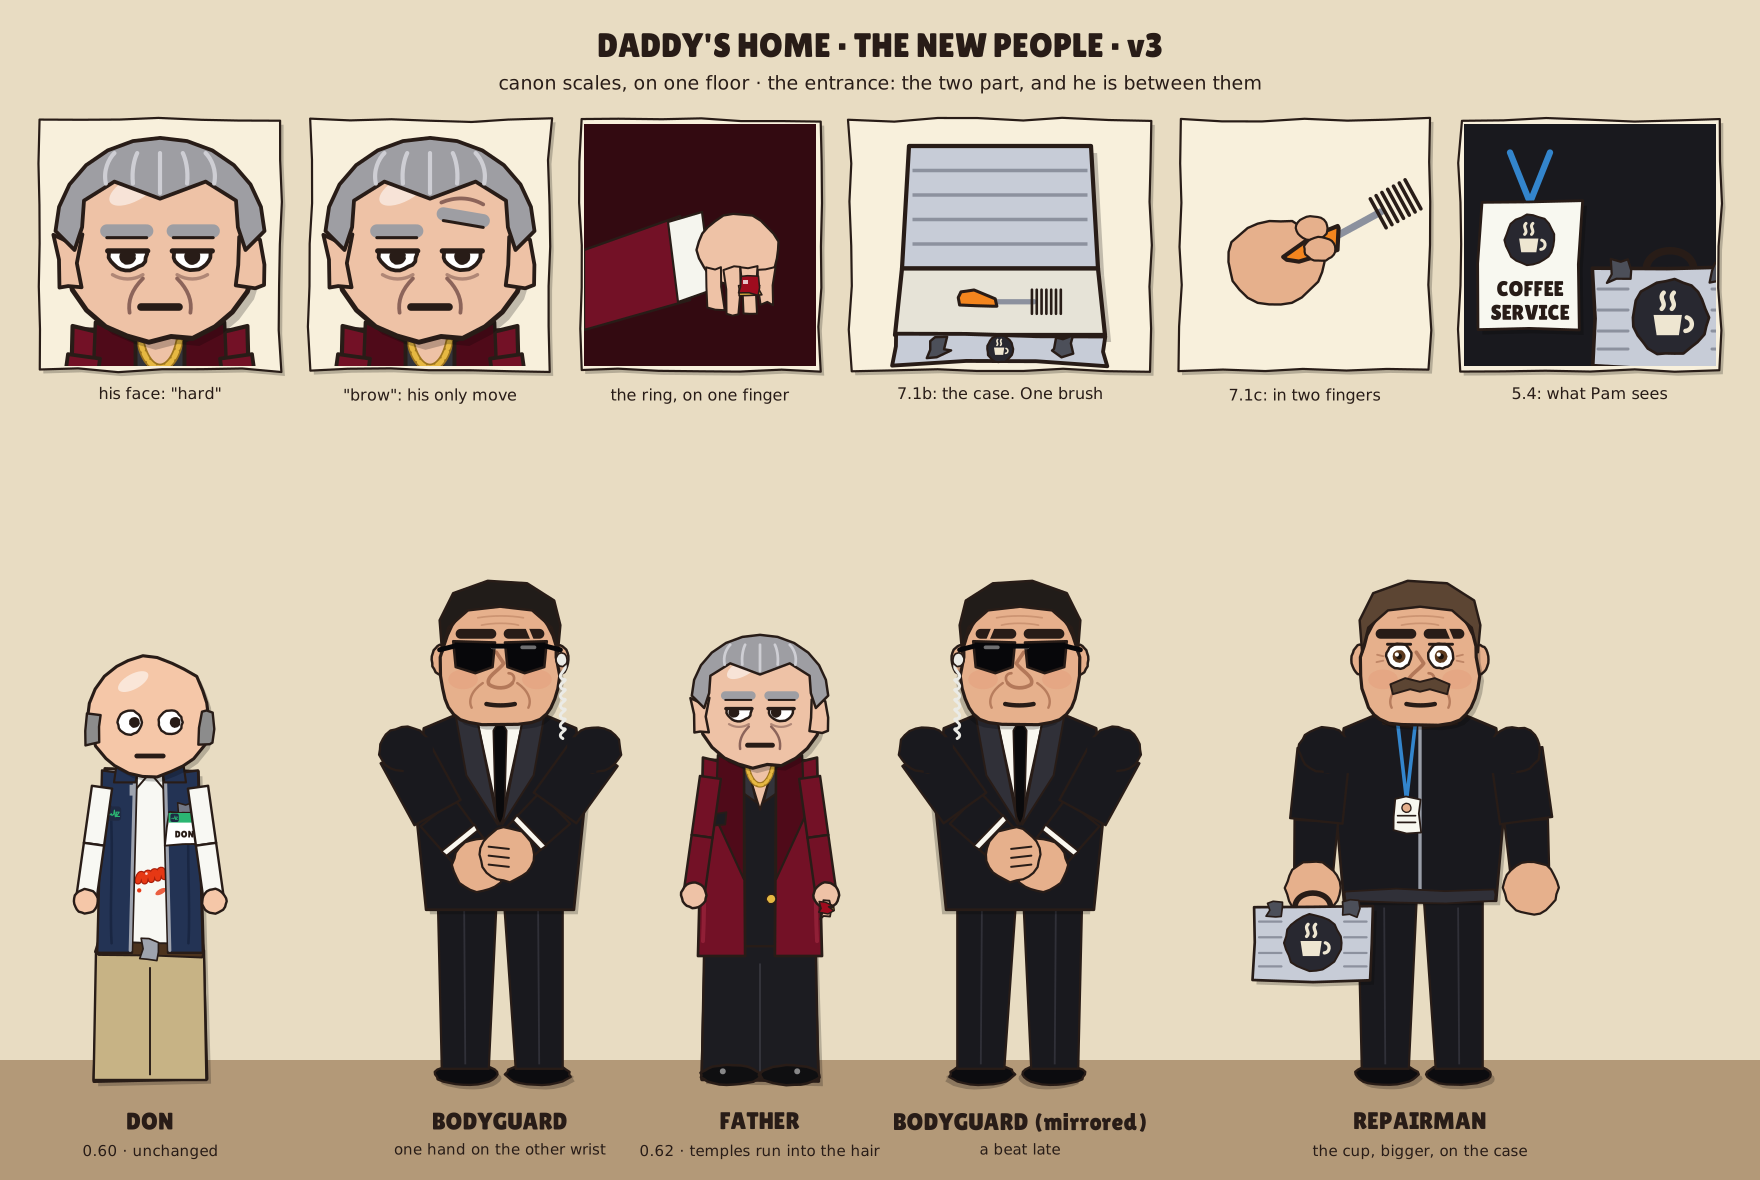 DADDY'S HOME · THE NEW PEOPLE · v3
canon scales, on one floor · the entrance: the two part, and he is between them
COFFEE
SERVICE
his face: "hard"
"brow": his only move
the ring, on one finger
7.1b: the case. One brush
7.1c: in two fingers
5.4: what Pam sees
DON
DON
BODYGUARD
FATHER
BODYGUARD (mirrored)
REPAIRMAN
0.60 · unchanged
one hand on the other wrist
0.62 · temples run into the hair
a beat late
the cup, bigger, on the case